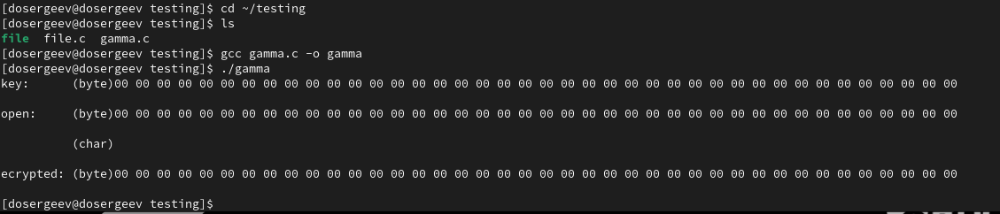 [dosergeev@dosergeev testing]$ cd ~/testing
[dosergeev@dosergeev testing]$ ls
file  file.c  gamma.c
[dosergeev@dosergeev testing]$ gcc gamma.c -o gamma
[dosergeev@dosergeev testing]$ ./gamma
key:      (byte)00 00 00 00 00 00 00 00 00 00 00 00 00 00 00 00 00 00 00 00 00 00 00 00 00 00 00 00 00 00 00 00 00 00 00 00 00 00 00 00
open:     (byte)00 00 00 00 00 00 00 00 00 00 00 00 00 00 00 00 00 00 00 00 00 00 00 00 00 00 00 00 00 00 00 00 00 00 00 00 00 00 00 00
(char)
ecrypted: (byte)00 00 00 00 00 00 00 00 00 00 00 00 00 00 00 00 00 00 00 00 00 00 00 00 00 00 00 00 00 00 00 00 00 00 00 00 00 00 00 00
[dosergeev@dosergeev testing]$